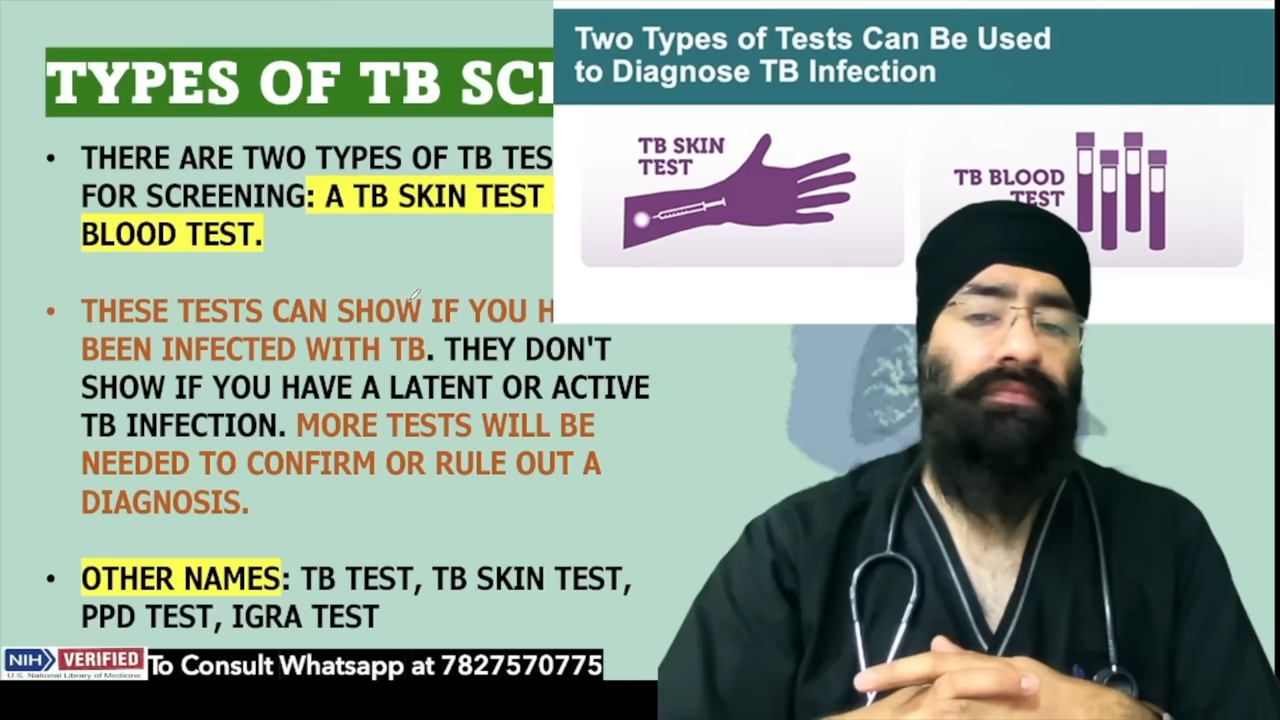 TYPES OF TB
THERE ARE TWO TYPES OF TB
FOR SCREENING: A TB SKIN TEST
BLOOD TEST.
THESE TESTS CAN SHOW IF YOU
BEEN INFECTED WITH TB. THEY DON'T
SHOW IF YOU HAVE A LATENT OR ACTIVE
TB INFECTION. MORE TESTS WILL BE
NEEDED TO CONFIRM OR RULE OUT A
DIAGNOSIS.
OTHER NAMES: TB TEST, TB SKIN TEST,
PPD TEST, IGRA TEST
NIH VERIFIED
U.S. National Library of Medicine
To Consult Whatsapp at 7827570775
Two Types of Tests Can Be Used
to Diagnose TB Infection
TB SKIN
TEST
TB BLOOD
TEST